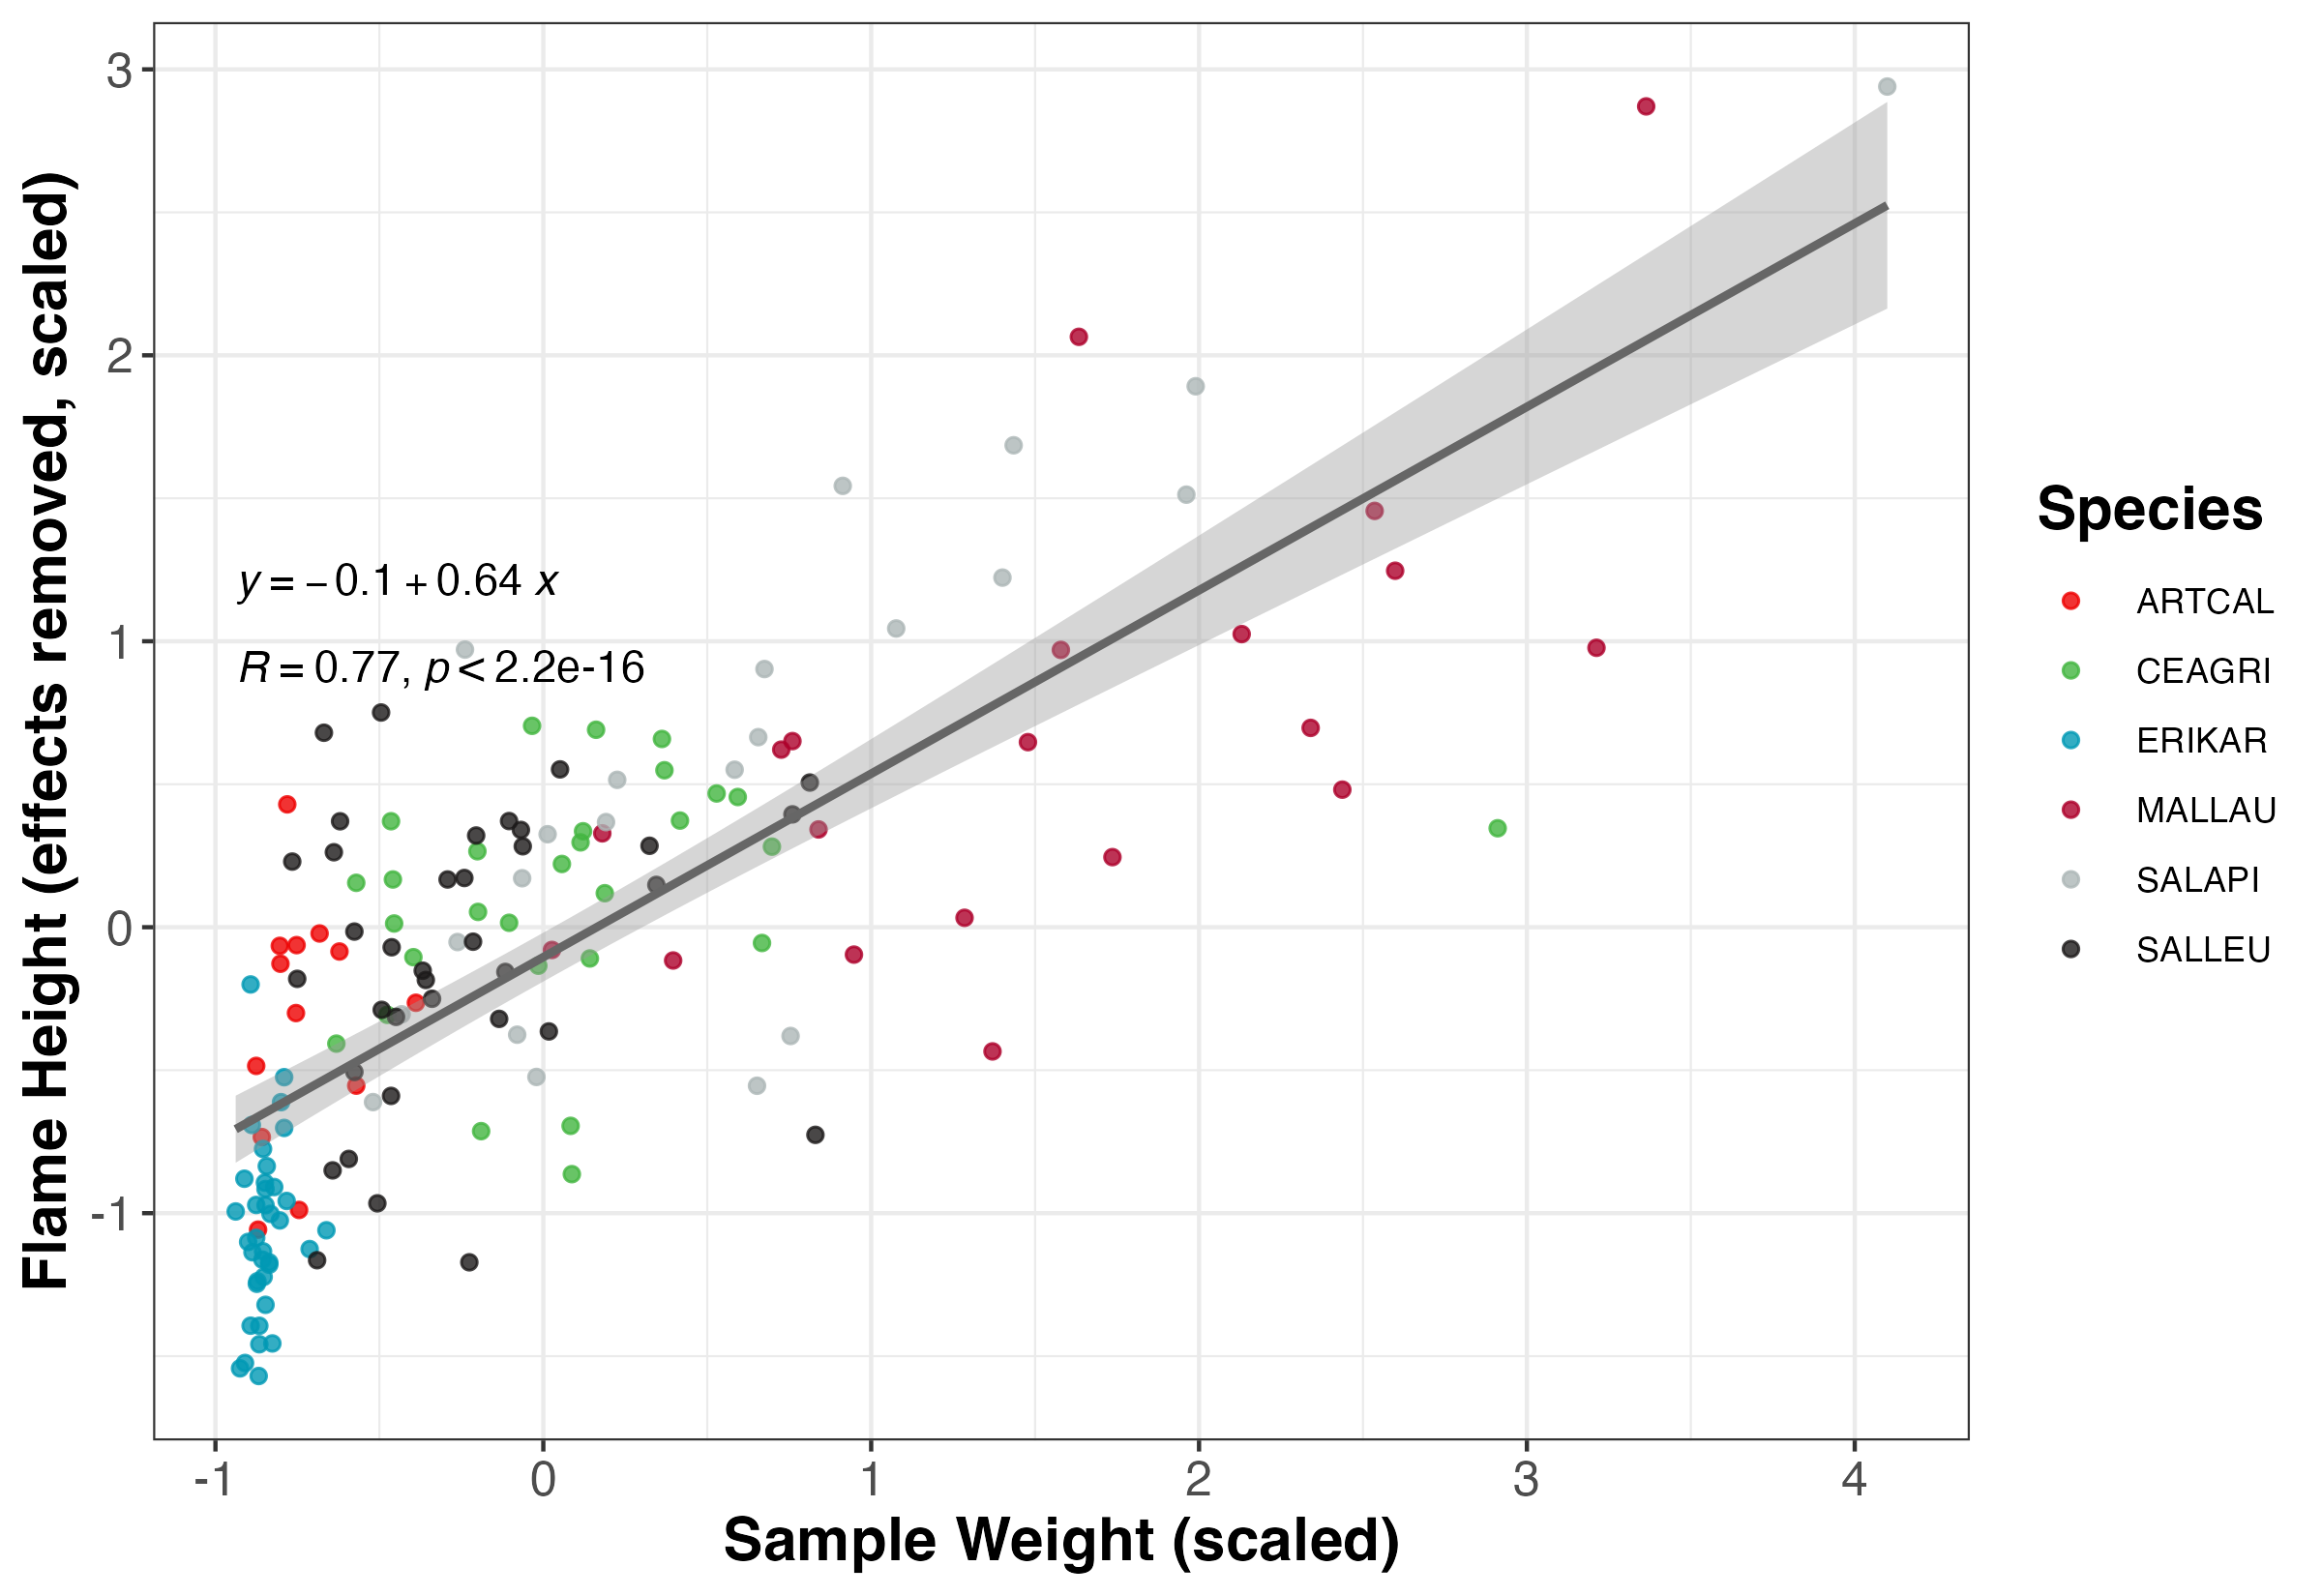 Flame Height (effects removed, scaled)
3
2
1
0
-1
y = − 0.1 + 0.64 x
R = 0.77, p < 2.2e-16
-1 0 1 2 3 4
Sample Weight (scaled)
Species
ARTCAL
CEAGRI
ERIKAR
MALLAU
SALAPI
SALLEU